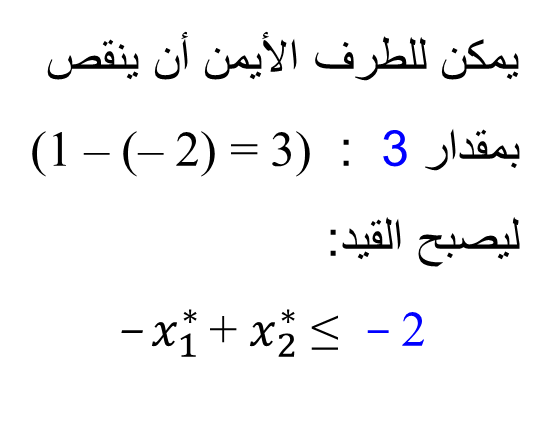 يمكن للطرف الأيمن أن ينقص
بمقدار 3 : (1 – (– 2) = 3)
ليصبح القيد:
– x₁* + x₂* ≤ – 2